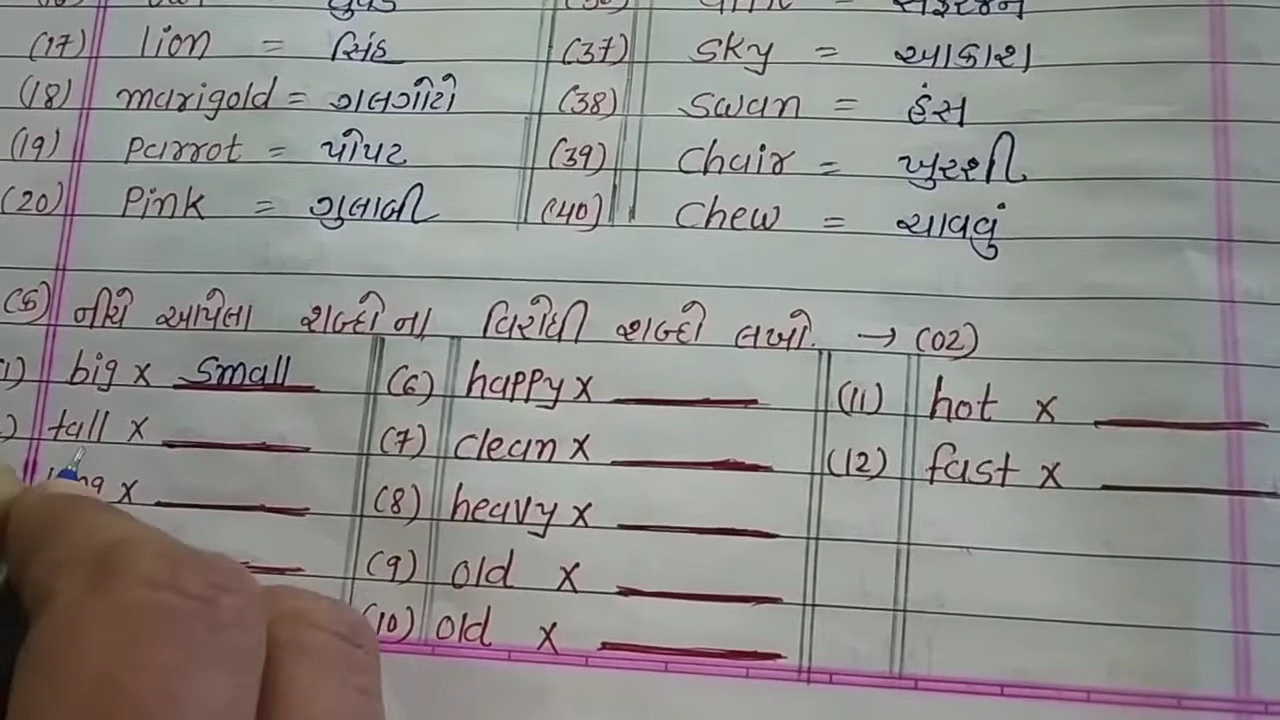 (17) lion = સિંહ (37) Sky = આકાશ
(18) marigold = ગલગોટો (38) Swan = હંસ
(19) Parrot = પોપટ (39) Chair = ખુરશી
(20) Pink = ગુલાબી (40) Chew = ચાવવું
(5) નીચે આપેલા શબ્દોના વિરોધી શબ્દો લખો. → (02)
1) big x Small (6) happy x (11) hot x
) tall x (7) clean x (12) fast x
x (8) heavy x
(9) old x
(10) old x